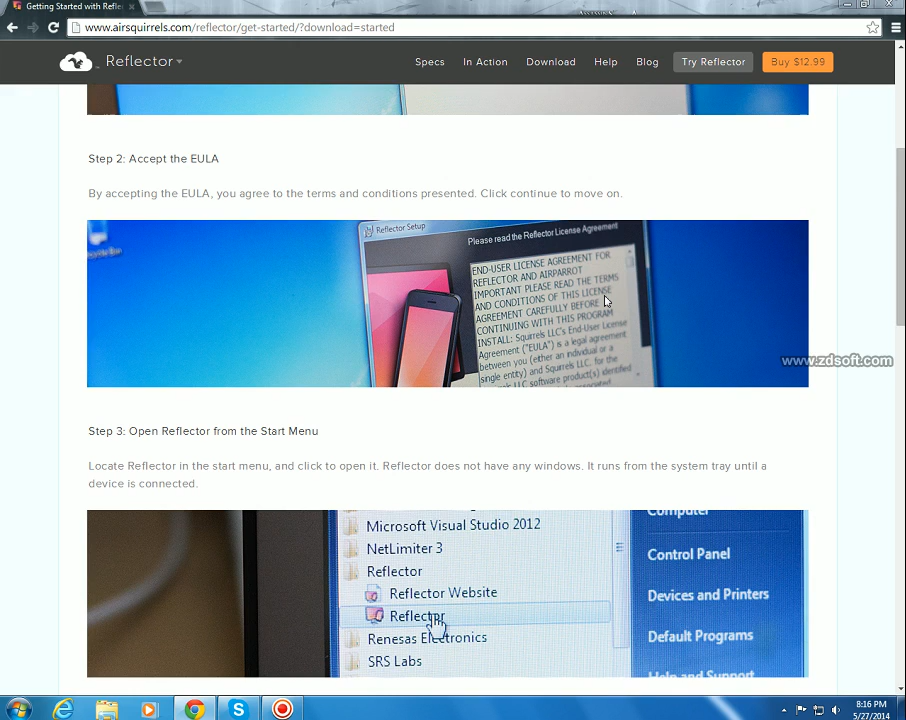 Getting Started with Refle
www.airsquirrels.com/reflector/get-started/?download=started
Reflector
Specs
In Action
Download
Help
Blog
Try Reflector
Buy $12.99
Step 2: Accept the EULA
By accepting the EULA, you agree to the terms and conditions presented. Click continue to move on.
Reflector Setup
Please read the Reflector License Agreement
END-USER LICENSE AGREEMENT FOR
REFLECTOR AND AIRPARROT
IMPORTANT PLEASE READ THE TERMS
AND CONDITIONS OF THIS LICENSE
AGREEMENT CAREFULLY BEFORE
CONTINUING WITH THIS PROGRAM
INSTALL: Squirrels LLC's End-User License
Agreement ("EULA") is a legal agreement
between you (either an individual or a
single entity) and Squirrels LLC. for the
LLC software product(s) identified
www.zdsoft.com
Step 3: Open Reflector from the Start Menu
Locate Reflector in the start menu, and click to open it. Reflector does not have any windows. It runs from the system tray until a
device is connected.
Microsoft Visual Studio 2012
NetLimiter 3
Reflector
Reflector Website
Reflector
Renesas Electronics
SRS Labs
Computer
Control Panel
Devices and Printers
Default Programs
Help and Support
8:16 PM
5/27/2014